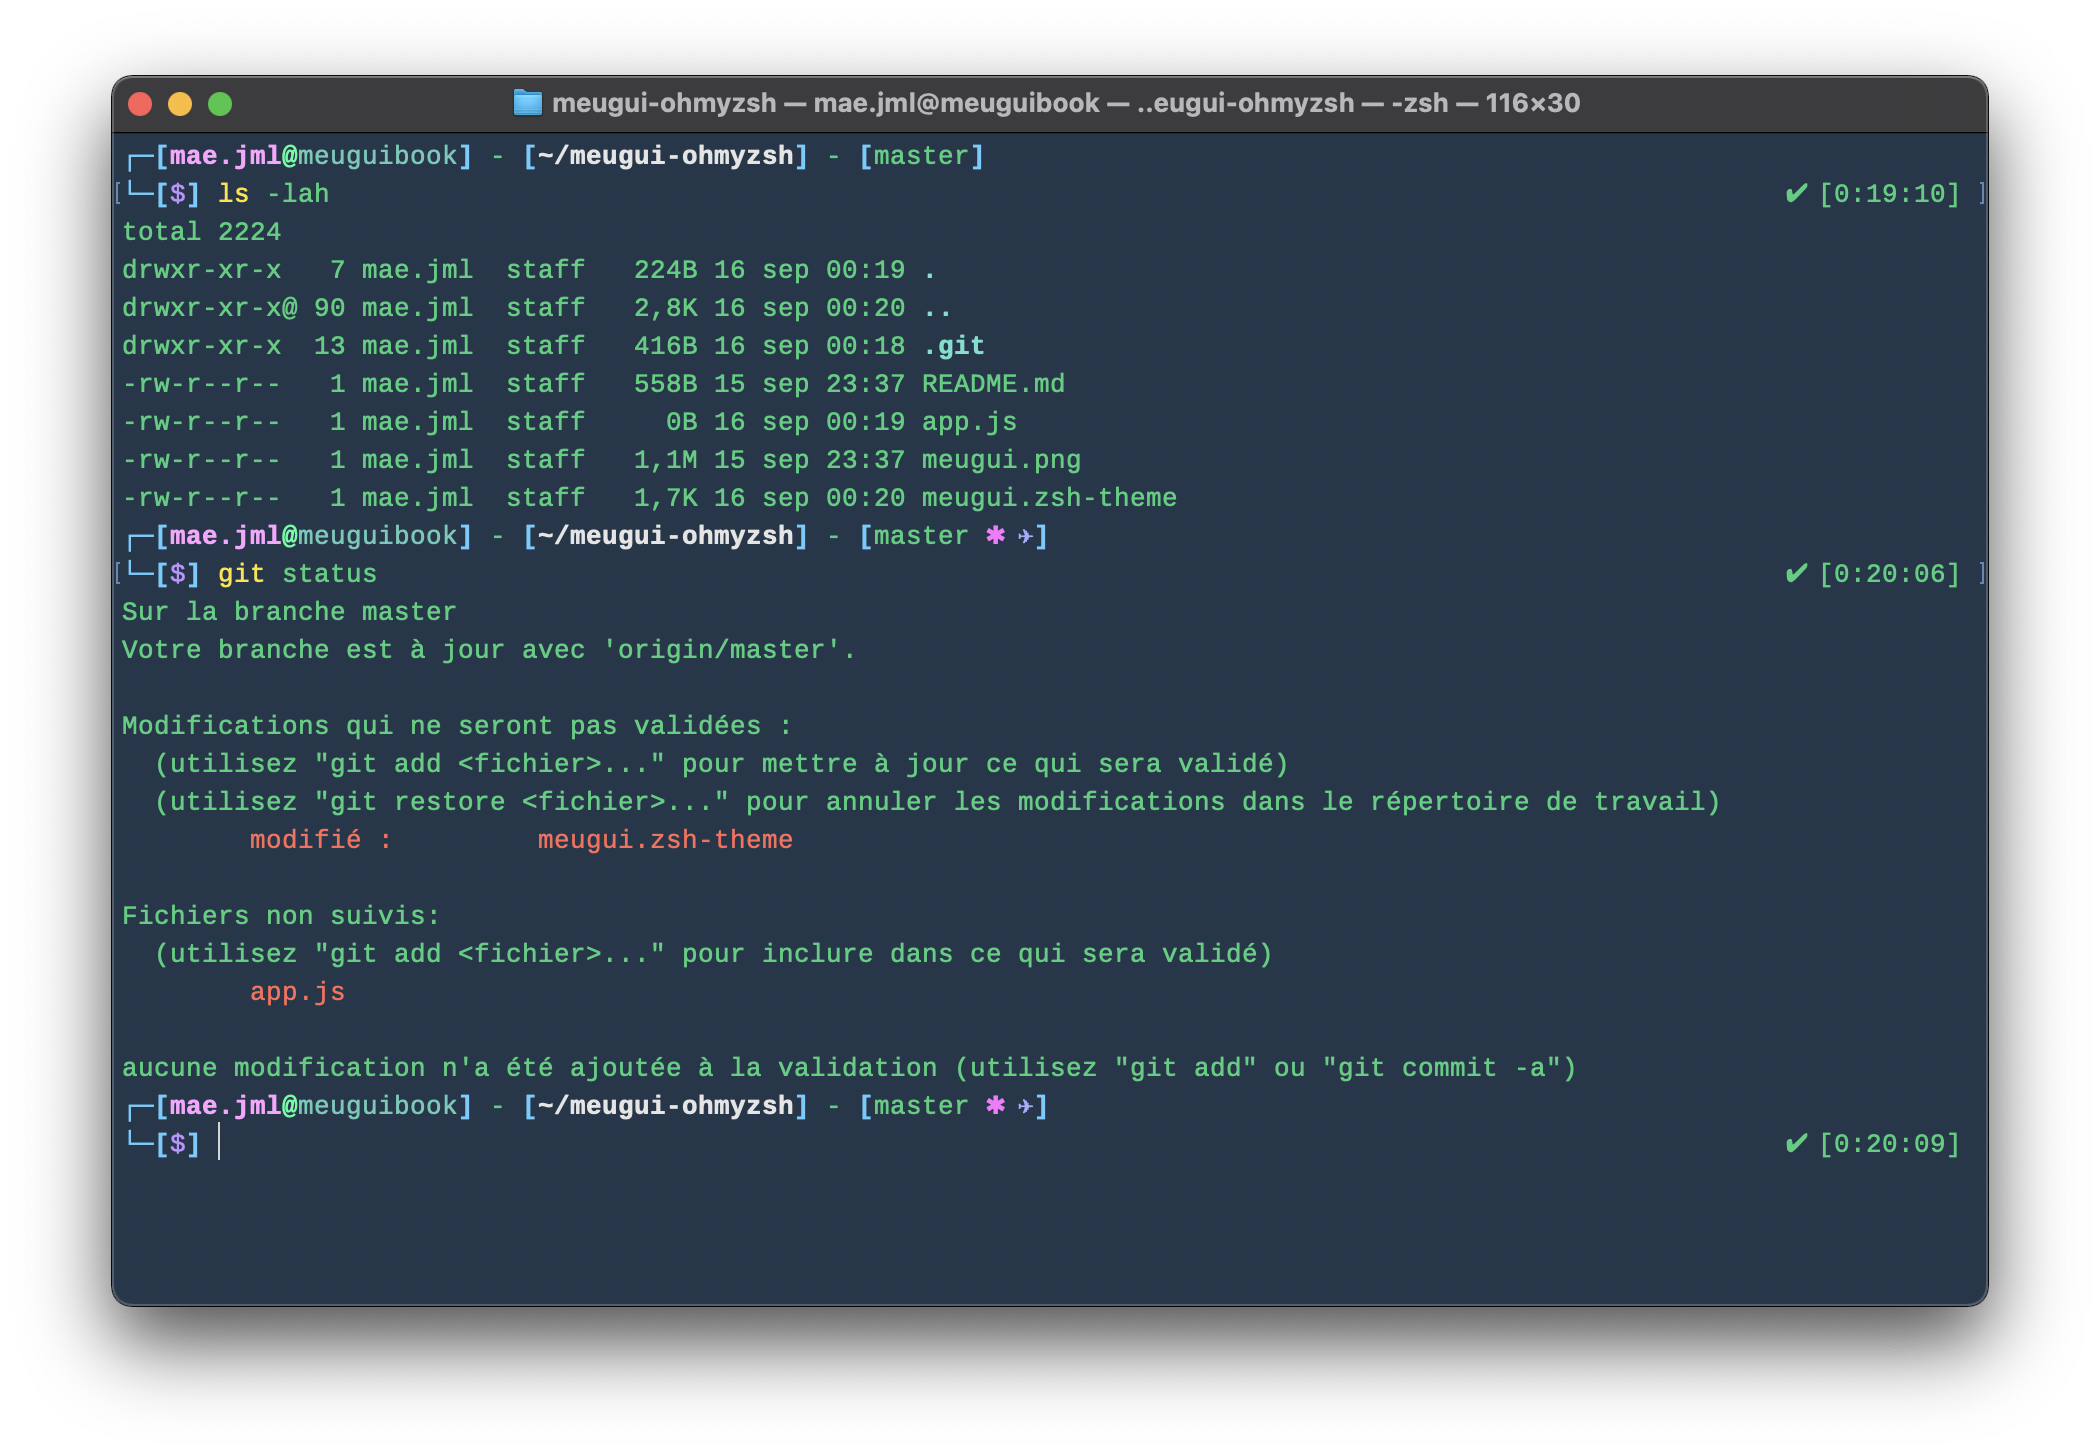 meugui-ohmyzsh — mae.jml@meuguibook — ..eugui-ohmyzsh — -zsh — 116×30
┌─[mae.jml@meuguibook] - [~/meugui-ohmyzsh] - [master]
[└─[$] ls -lah ✔ [0:19:10] ]
total 2224
drwxr-xr-x   7 mae.jml  staff   224B 16 sep 00:19 .
drwxr-xr-x@ 90 mae.jml  staff   2,8K 16 sep 00:20 ..
drwxr-xr-x  13 mae.jml  staff   416B 16 sep 00:18 .git
-rw-r--r--   1 mae.jml  staff   558B 15 sep 23:37 README.md
-rw-r--r--   1 mae.jml  staff     0B 16 sep 00:19 app.js
-rw-r--r--   1 mae.jml  staff   1,1M 15 sep 23:37 meugui.png
-rw-r--r--   1 mae.jml  staff   1,7K 16 sep 00:20 meugui.zsh-theme
┌─[mae.jml@meuguibook] - [~/meugui-ohmyzsh] - [master ✱ ✈]
[└─[$] git status ✔ [0:20:06] ]
Sur la branche master
Votre branche est à jour avec 'origin/master'.
Modifications qui ne seront pas validées :
  (utilisez "git add <fichier>..." pour mettre à jour ce qui sera validé)
  (utilisez "git restore <fichier>..." pour annuler les modifications dans le répertoire de travail)
        modifié :         meugui.zsh-theme
Fichiers non suivis:
  (utilisez "git add <fichier>..." pour inclure dans ce qui sera validé)
        app.js
aucune modification n'a été ajoutée à la validation (utilisez "git add" ou "git commit -a")
┌─[mae.jml@meuguibook] - [~/meugui-ohmyzsh] - [master ✱ ✈]
└─[$] ✔ [0:20:09]